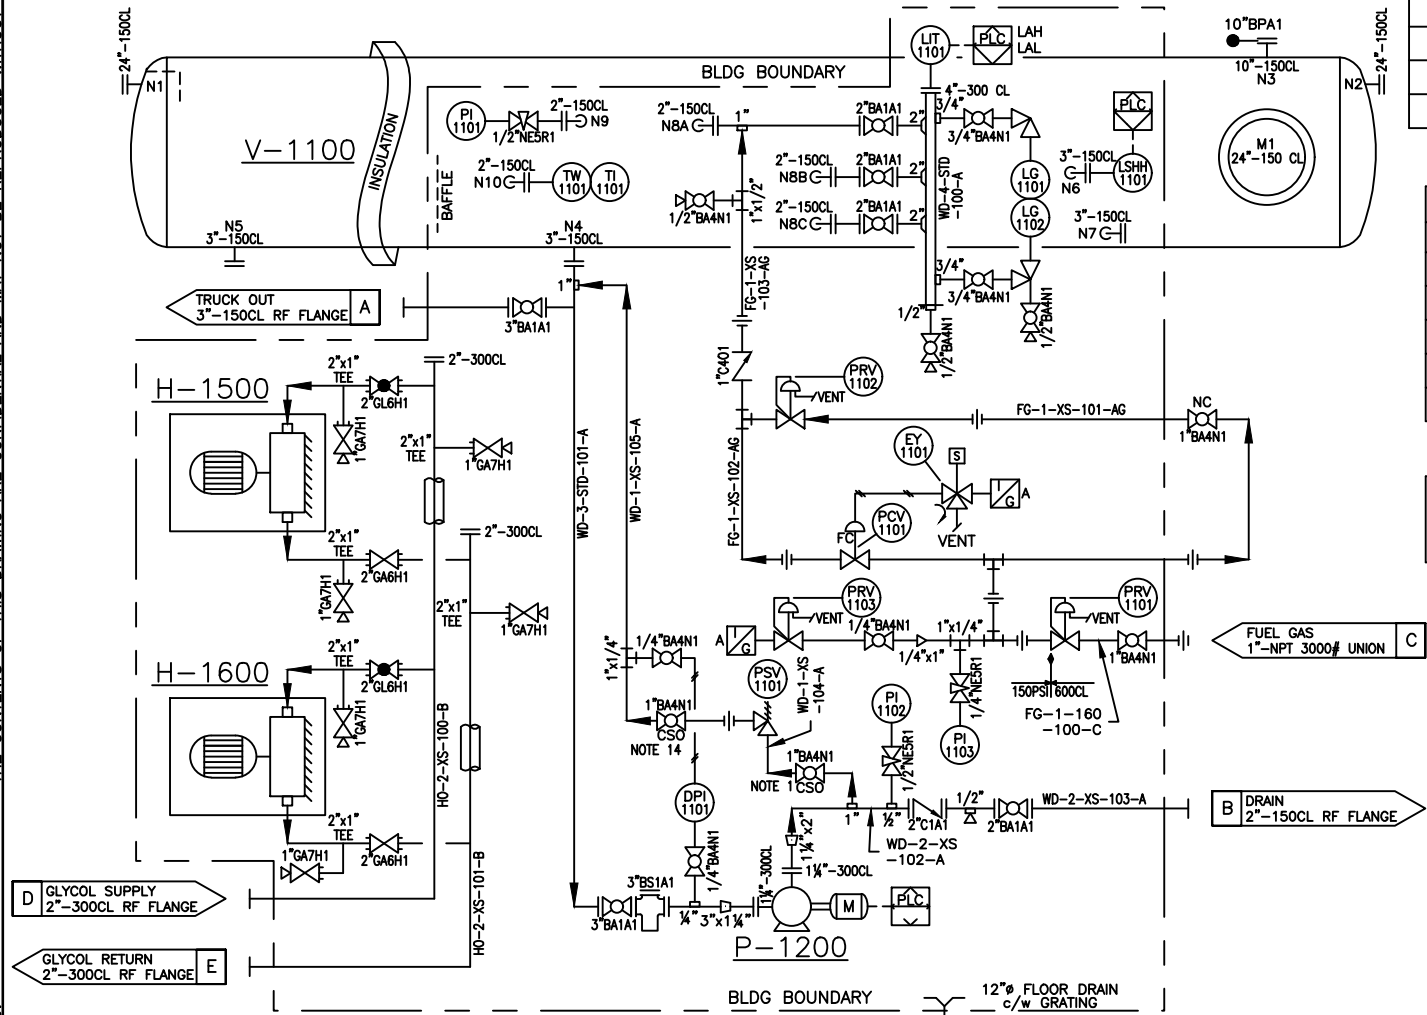 24"-150CL
N1
V-1100
INSULATION
BLDG BOUNDARY
BAFFLE
PI
1101
1/2"NE5R1
2"-150CL
N9
2"-150CL
N10
TW
1101
TI
1101
N5
3"-150CL
N4
3"-150CL
1"
2"-150CL
N8A
1"
2"BA1A1
2"
2"-150CL
N8B
2"BA1A1
2"
2"-150CL
N8C
2"BA1A1
2"
1/2"BA4N1
1"x1/2"
LIT
1101
PLC
LAH
LAL
4"-300 CL
3/4"
3/4"BA4N1
WD-4-STD
-100-A
LG
1101
LG
1102
3/4"
3/4"BA4N1
1/2"
1/2"BA4N1
1/2"BA4N1
PLC
3"-150CL
N6
LSHH
1101
3"-150CL
N7
10"BPA1
10"-150CL
N3
M1
24"-150 CL
N2
24"-150CL
TRUCK OUT
3"-150CL RF FLANGE
A
3"BA1A1
FG-1-XS
-103-AG
1"C401
PRV
1102
VENT
FG-1-XS-101-AG
NC
1"BA4N1
FG-1-XS-102-AG
EY
1101
S
I
G
A
VENT
PCV
1101
FC
H-1500
2"x1"
TEE
2"GL6H1
1"GA7H1
2"-300CL
2"x1"
TEE
1"GA7H1
2"x1"
TEE
2"GA6H1
1"GA7H1
2"-300CL
2"x1"
TEE
1"GA7H1
H-1600
2"x1"
TEE
2"GL6H1
1"GA7H1
2"x1"
TEE
1"GA7H1
2"GA6H1
HO-2-XS-100-B
HO-2-XS-101-B
WD-3-STD-101-A
WD-1-XS-105-A
A
I
G
PRV
1103
VENT
1/4"BA4N1
1/4"x1"
1"x1/4"
1/4"NE5R1
PI
1103
PRV
1101
VENT
1"BA4N1
150PSI
600CL
FG-1-160
-100-C
FUEL GAS
1"-NPT 3000# UNION
C
1"x1/4"
1/4"BA4N1
1"BA4N1
CSO
NOTE 14
PSV
1101
WD-1-XS
-104-A
1"BA4N1
NOTE 1
CSO
PI
1102
1/2"NE5R1
DPI
1101
1/4"BA4N1
1"
½"
2"C1A1
1/2"
2"BA1A1
WD-2-XS-103-A
WD-2-XS
-102-A
B
DRAIN
2"-150CL RF FLANGE
1¼"x2"
1¼"-300CL
1¼"-300CL
3"BS1A1
3"BA1A1
¼"
3"x1¼"
M
PLC
P-1200
D
GLYCOL SUPPLY
2"-300CL RF FLANGE
GLYCOL RETURN
2"-300CL RF FLANGE
E
BLDG BOUNDARY
12"ø FLOOR DRAIN
c/w GRATING